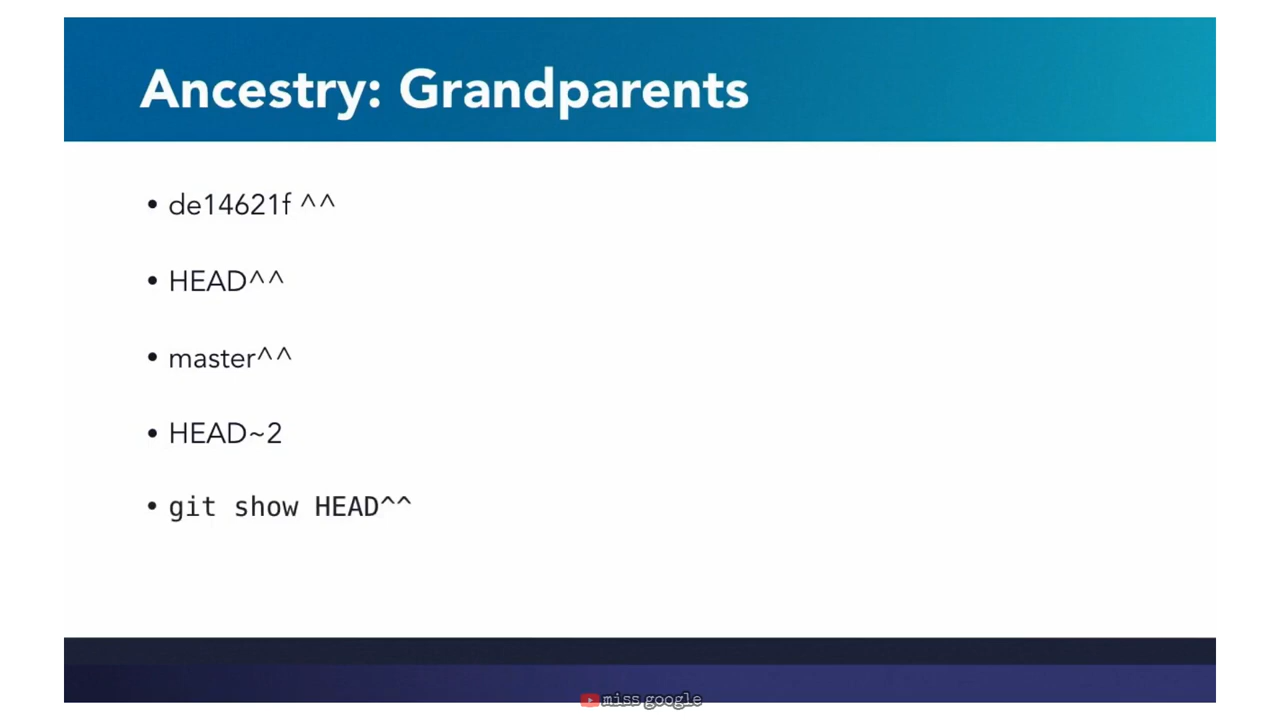 Ancestry: Grandparents
• de14621f ^^
• HEAD^^
• master^^
• HEAD~2
• git show HEAD^^
miss google